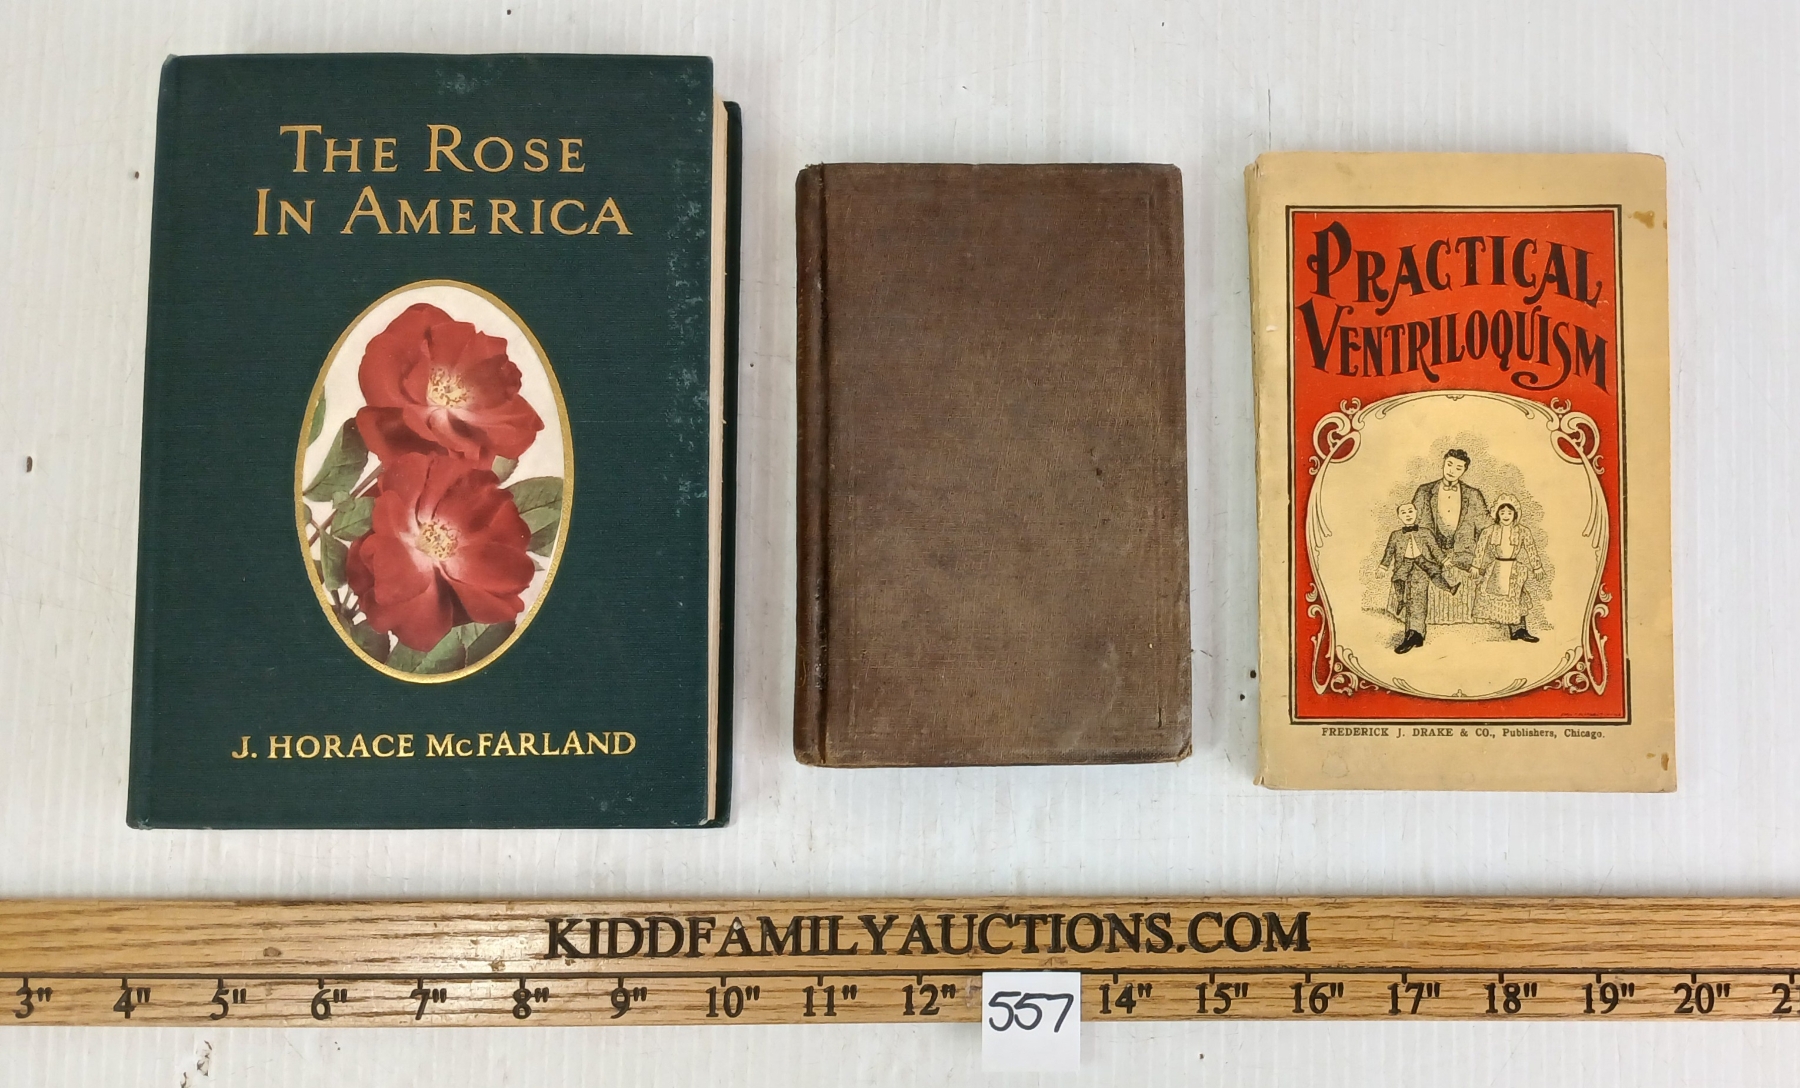 THE ROSE
IN AMERICA
J. HORACE McFARLAND
PRACTICAL
VENTRILOQUISM
FREDERICK J. DRAKE & CO., Publishers, Chicago.
KIDDFAMILYAUCTIONS.COM
3" 4" 5" 6" 7" 8" 9" 10" 11" 12" 14" 15" 16" 17" 18" 19" 20"
557